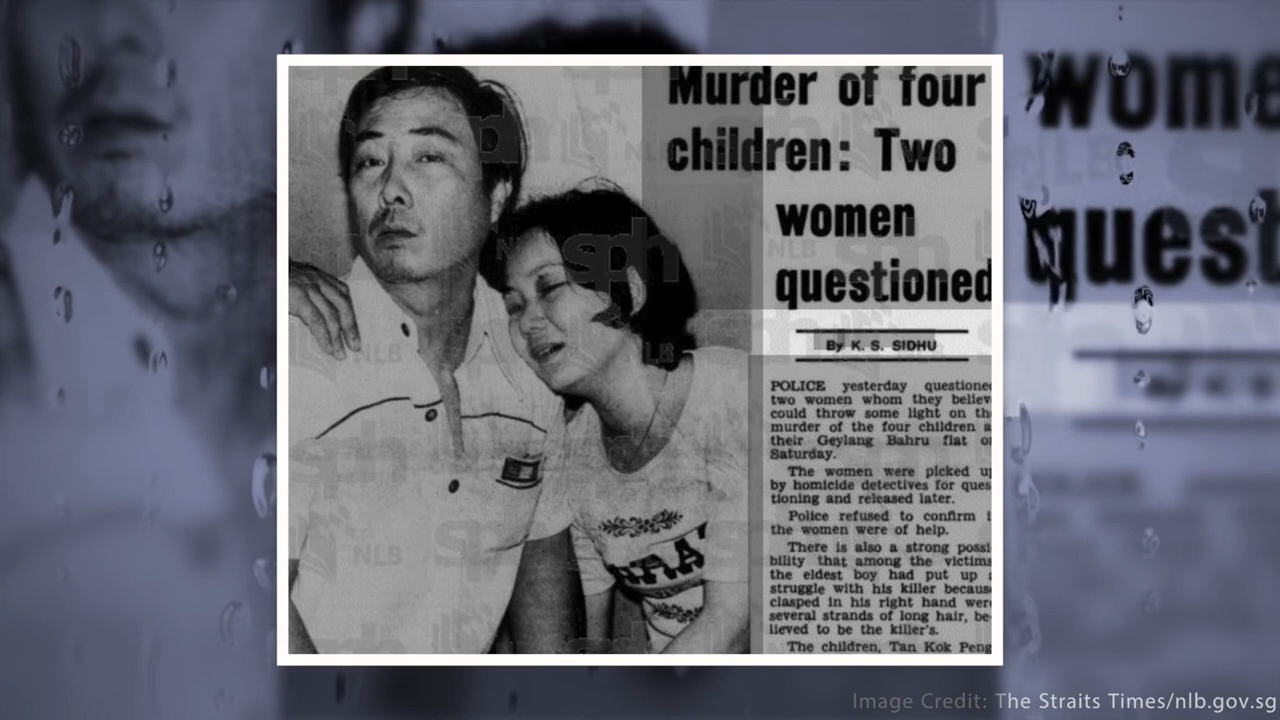 Murder of four
children: Two
women
questioned
By K. S. SIDHU
POLICE yesterday questione
two women whom they believ
could throw some light on th
murder of the four children a
their Geylang Bahru flat o
Saturday.
The women were picked u
by homicide detectives for ques
tioning and released later.
Police refused to confirm i
the women were of help.
There is also a strong possi
bility that among the victims
the eldest boy had put up a
struggle with his killer becaus
clasped in his right hand wer
several strands of long hair, be-
lieved to be the killer's.
The children, Tan Kok Peng
wome
quest
sph
NLB
Image Credit: The Straits Times/nlb.gov.sg